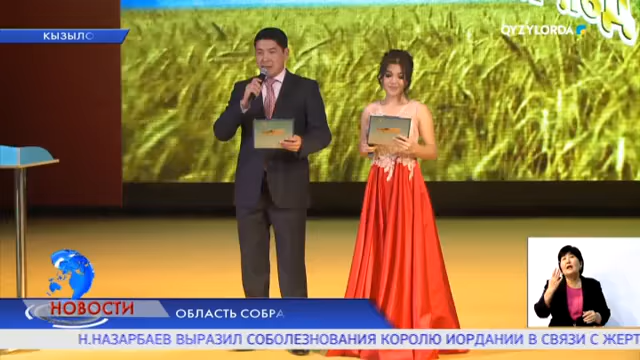 КЫЗЫЛО
QYZYLORDA
НОВОСТИ
ОБЛАСТЬ СОБРА
Н.НАЗАРБАЕВ ВЫРАЗИЛ СОБОЛЕЗНОВАНИЯ КОРОЛЮ ИОРДАНИИ В СВЯЗИ С ЖЕРТ